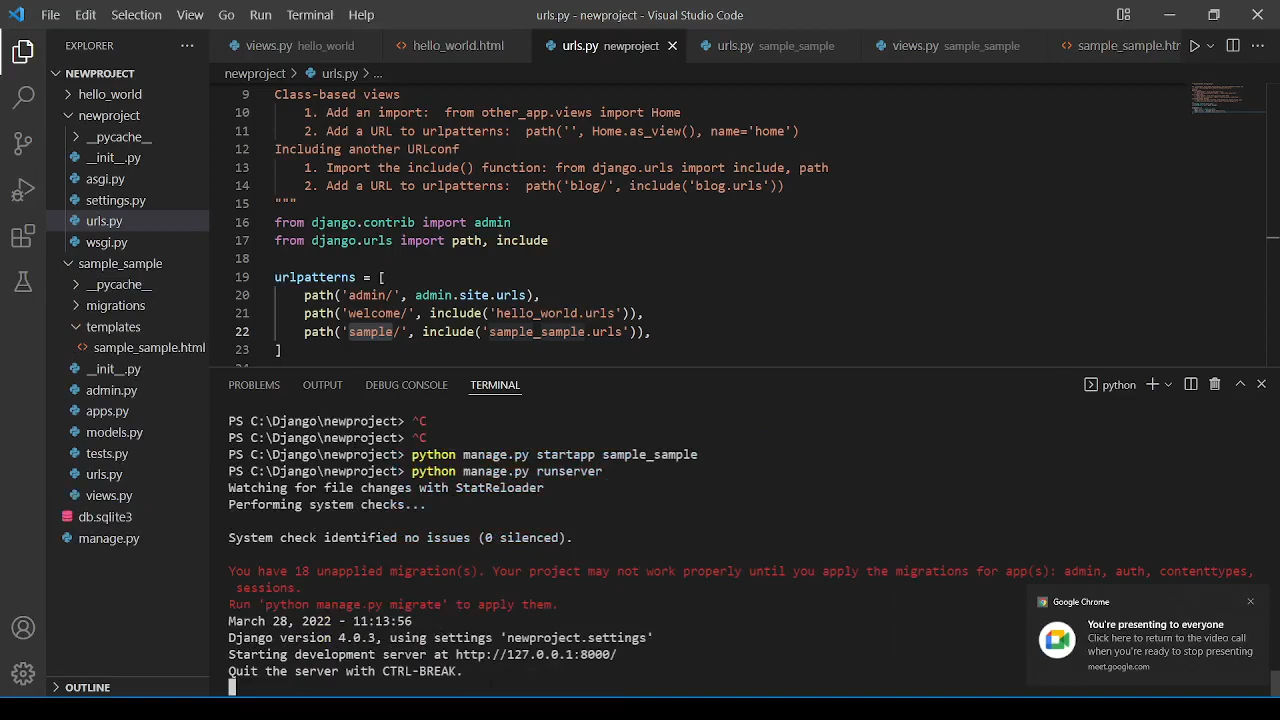 File Edit Selection View Go Run Terminal Help
urls.py - newproject - Visual Studio Code
EXPLORER
NEWPROJECT
hello_world
newproject
__pycache__
__init__.py
asgi.py
settings.py
urls.py
wsgi.py
sample_sample
__pycache__
migrations
templates
sample_sample.html
__init__.py
admin.py
apps.py
models.py
tests.py
urls.py
views.py
db.sqlite3
manage.py
OUTLINE
views.py hello_world
hello_world.html
urls.py newproject
urls.py sample_sample
views.py sample_sample
sample_sample.htr
newproject > urls.py > ...
9 Class-based views
10 1. Add an import:  from other_app.views import Home
11 2. Add a URL to urlpatterns:  path('', Home.as_view(), name='home')
12 Including another URLconf
13 1. Import the include() function: from django.urls import include, path
14 2. Add a URL to urlpatterns:  path('blog/', include('blog.urls'))
15 """
16 from django.contrib import admin
17 from django.urls import path, include
18
19 urlpatterns = [
20 path('admin/', admin.site.urls),
21 path('welcome/', include('hello_world.urls')),
22 path('sample/', include('sample_sample.urls')),
23 ]
PROBLEMS OUTPUT DEBUG CONSOLE TERMINAL
python
PS C:\Django\newproject> ^C
PS C:\Django\newproject> ^C
PS C:\Django\newproject> python manage.py startapp sample_sample
PS C:\Django\newproject> python manage.py runserver
Watching for file changes with StatReloader
Performing system checks...
System check identified no issues (0 silenced).
You have 18 unapplied migration(s). Your project may not work properly until you apply the migrations for app(s): admin, auth, contenttypes,
sessions.
Run 'python manage.py migrate' to apply them.
March 28, 2022 - 11:13:56
Django version 4.0.3, using settings 'newproject.settings'
Starting development server at http://127.0.0.1:8000/
Quit the server with CTRL-BREAK.
Google Chrome
You're presenting to everyone
Click here to return to the video call
when you're ready to stop presenting
meet.google.com